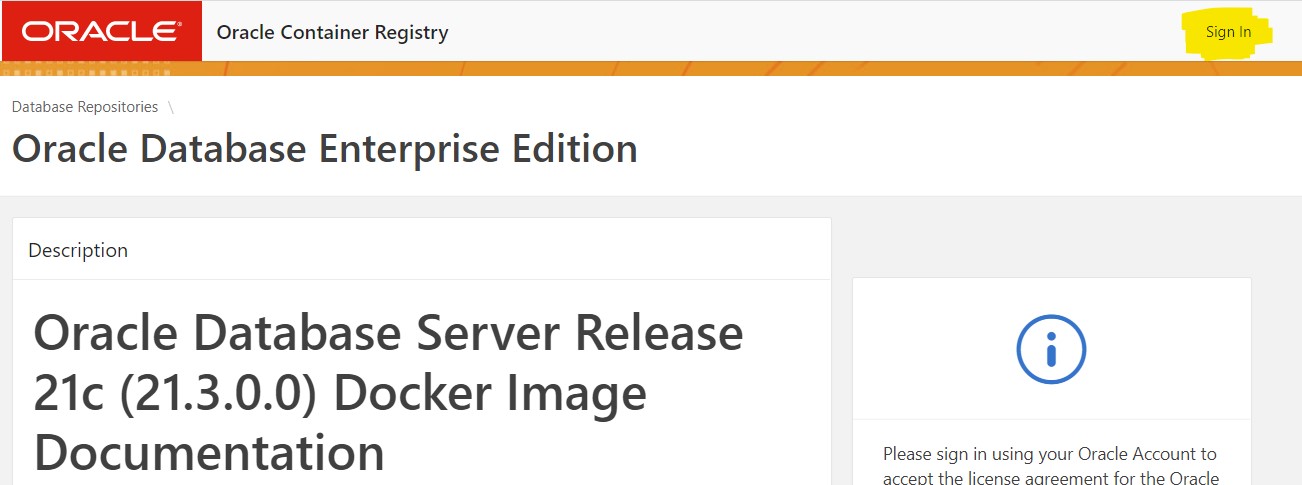 ORACLE® Oracle Container Registry Sign In
Database Repositories \
Oracle Database Enterprise Edition
Description
Oracle Database Server Release
21c (21.3.0.0) Docker Image
Documentation
Please sign in using your Oracle Account to
accept the license agreement for the Oracle